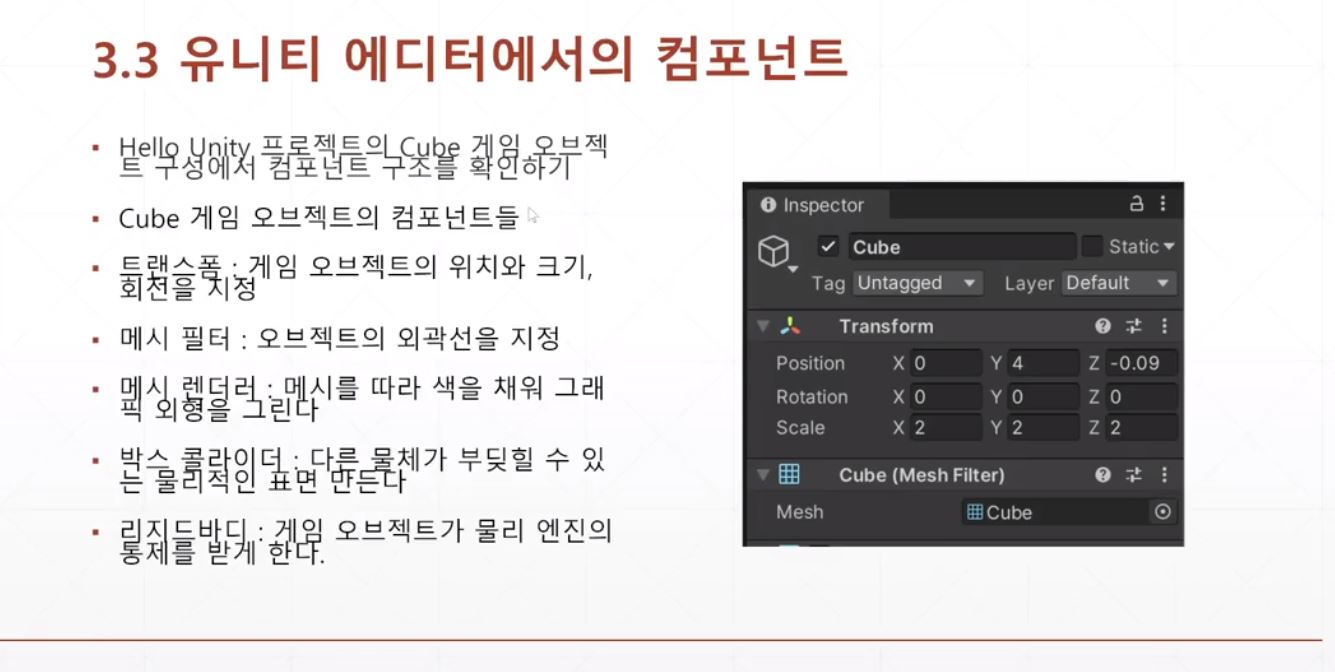 3.3 유니티 에디터에서의 컴포넌트
▪ Hello Unity 프로젝트의 Cube 게임 오브젝
트 구성에서 컴포넌트 구조를 확인하기
▪ Cube 게임 오브젝트의 컴포넌트들
▪ 트랜스폼 : 게임 오브젝트의 위치와 크기,
회전을 지정
▪ 메시 필터 : 오브젝트의 외곽선을 지정
▪ 메시 렌더러 : 메시를 따라 색을 채워 그래
픽 외형을 그린다
▪ 박스 콜라이더 : 다른 물체가 부딪힐 수 있
는 물리적인 표면 만든다
▪ 리지드바디 : 게임 오브젝트가 물리 엔진의
통제를 받게 한다.
Inspector
Cube Static
Tag Untagged Layer Default
Transform
Position X 0 Y 4 Z -0.09
Rotation X 0 Y 0 Z 0
Scale X 2 Y 2 Z 2
Cube (Mesh Filter)
Mesh Cube